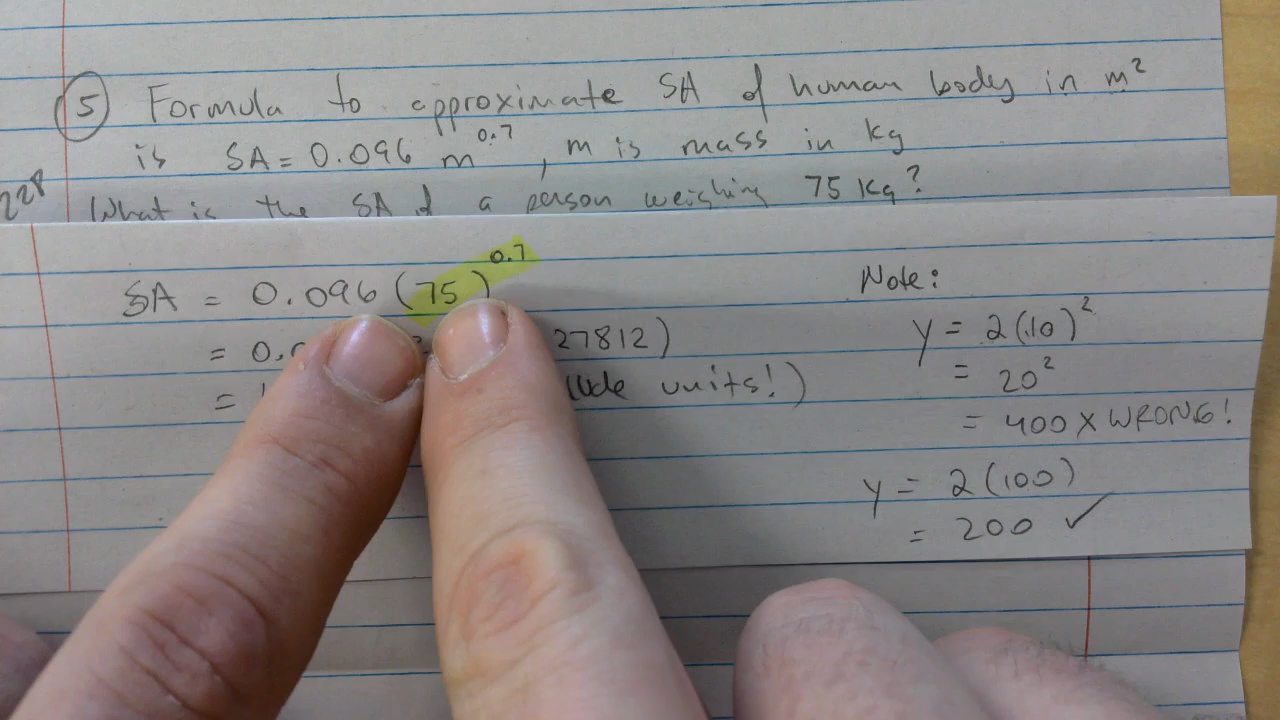 5 Formula to approximate SA of human body in m²
is SA = 0.096 m^0.7, m is mass in kg
228
What is the SA of a person weighing 75 kg?
SA = 0.096 (75)^0.7
= 0. 27812)
= units!)
Note:
y = 2(10)²
= 20²
= 400 X WRONG!
y = 2(100)
= 200 ✓